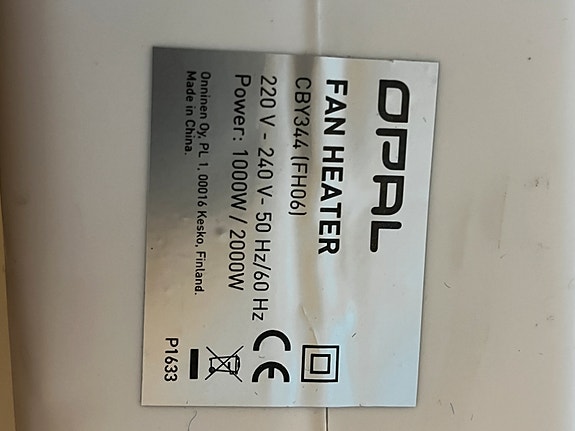 OPAL
FAN HEATER
CBY344 (FH06)
220 V - 240 V- 50 Hz/60 Hz
Power: 1000W / 2000W
Onninen Oy, PL 1, 00016 Kesko, Finland.
Made in China.
CE
P1633